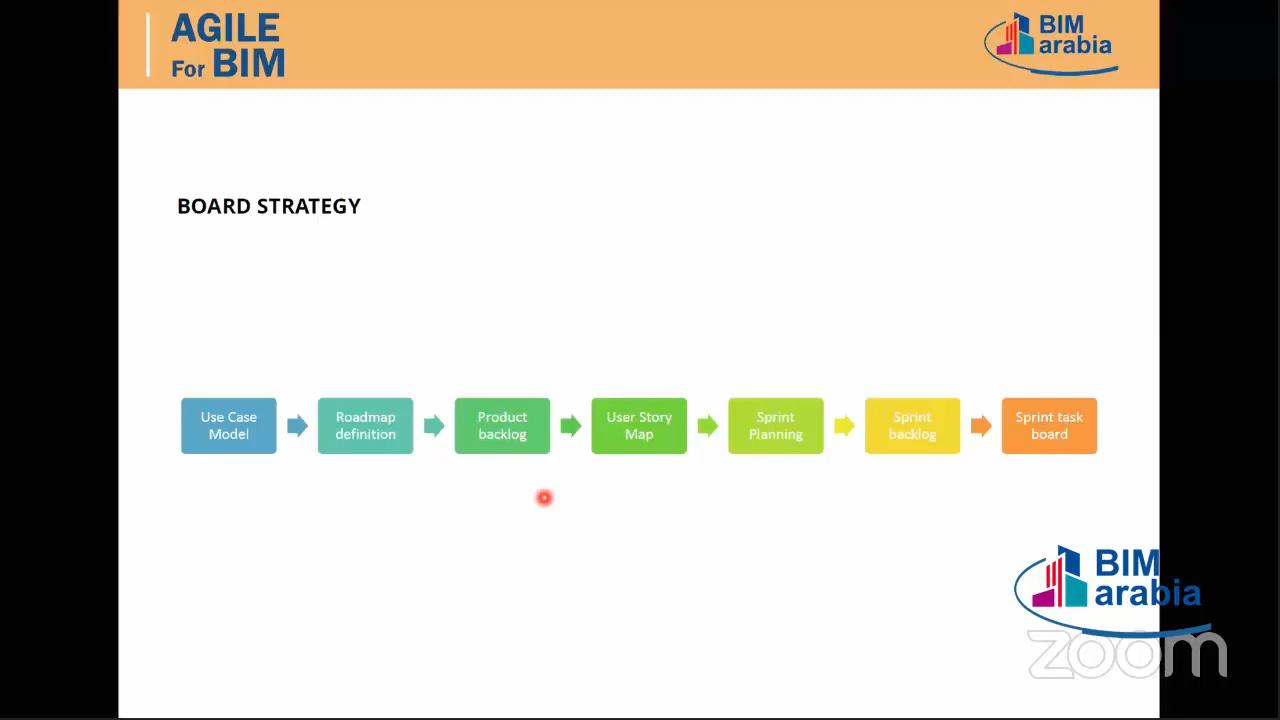 AGILE
For BIM
BIM
arabia
BOARD STRATEGY
Use Case
Model
Roadmap
definition
Product
backlog
User Story
Map
Sprint
Planning
Sprint
backlog
Sprint task
board
BIM
arabia
zoom